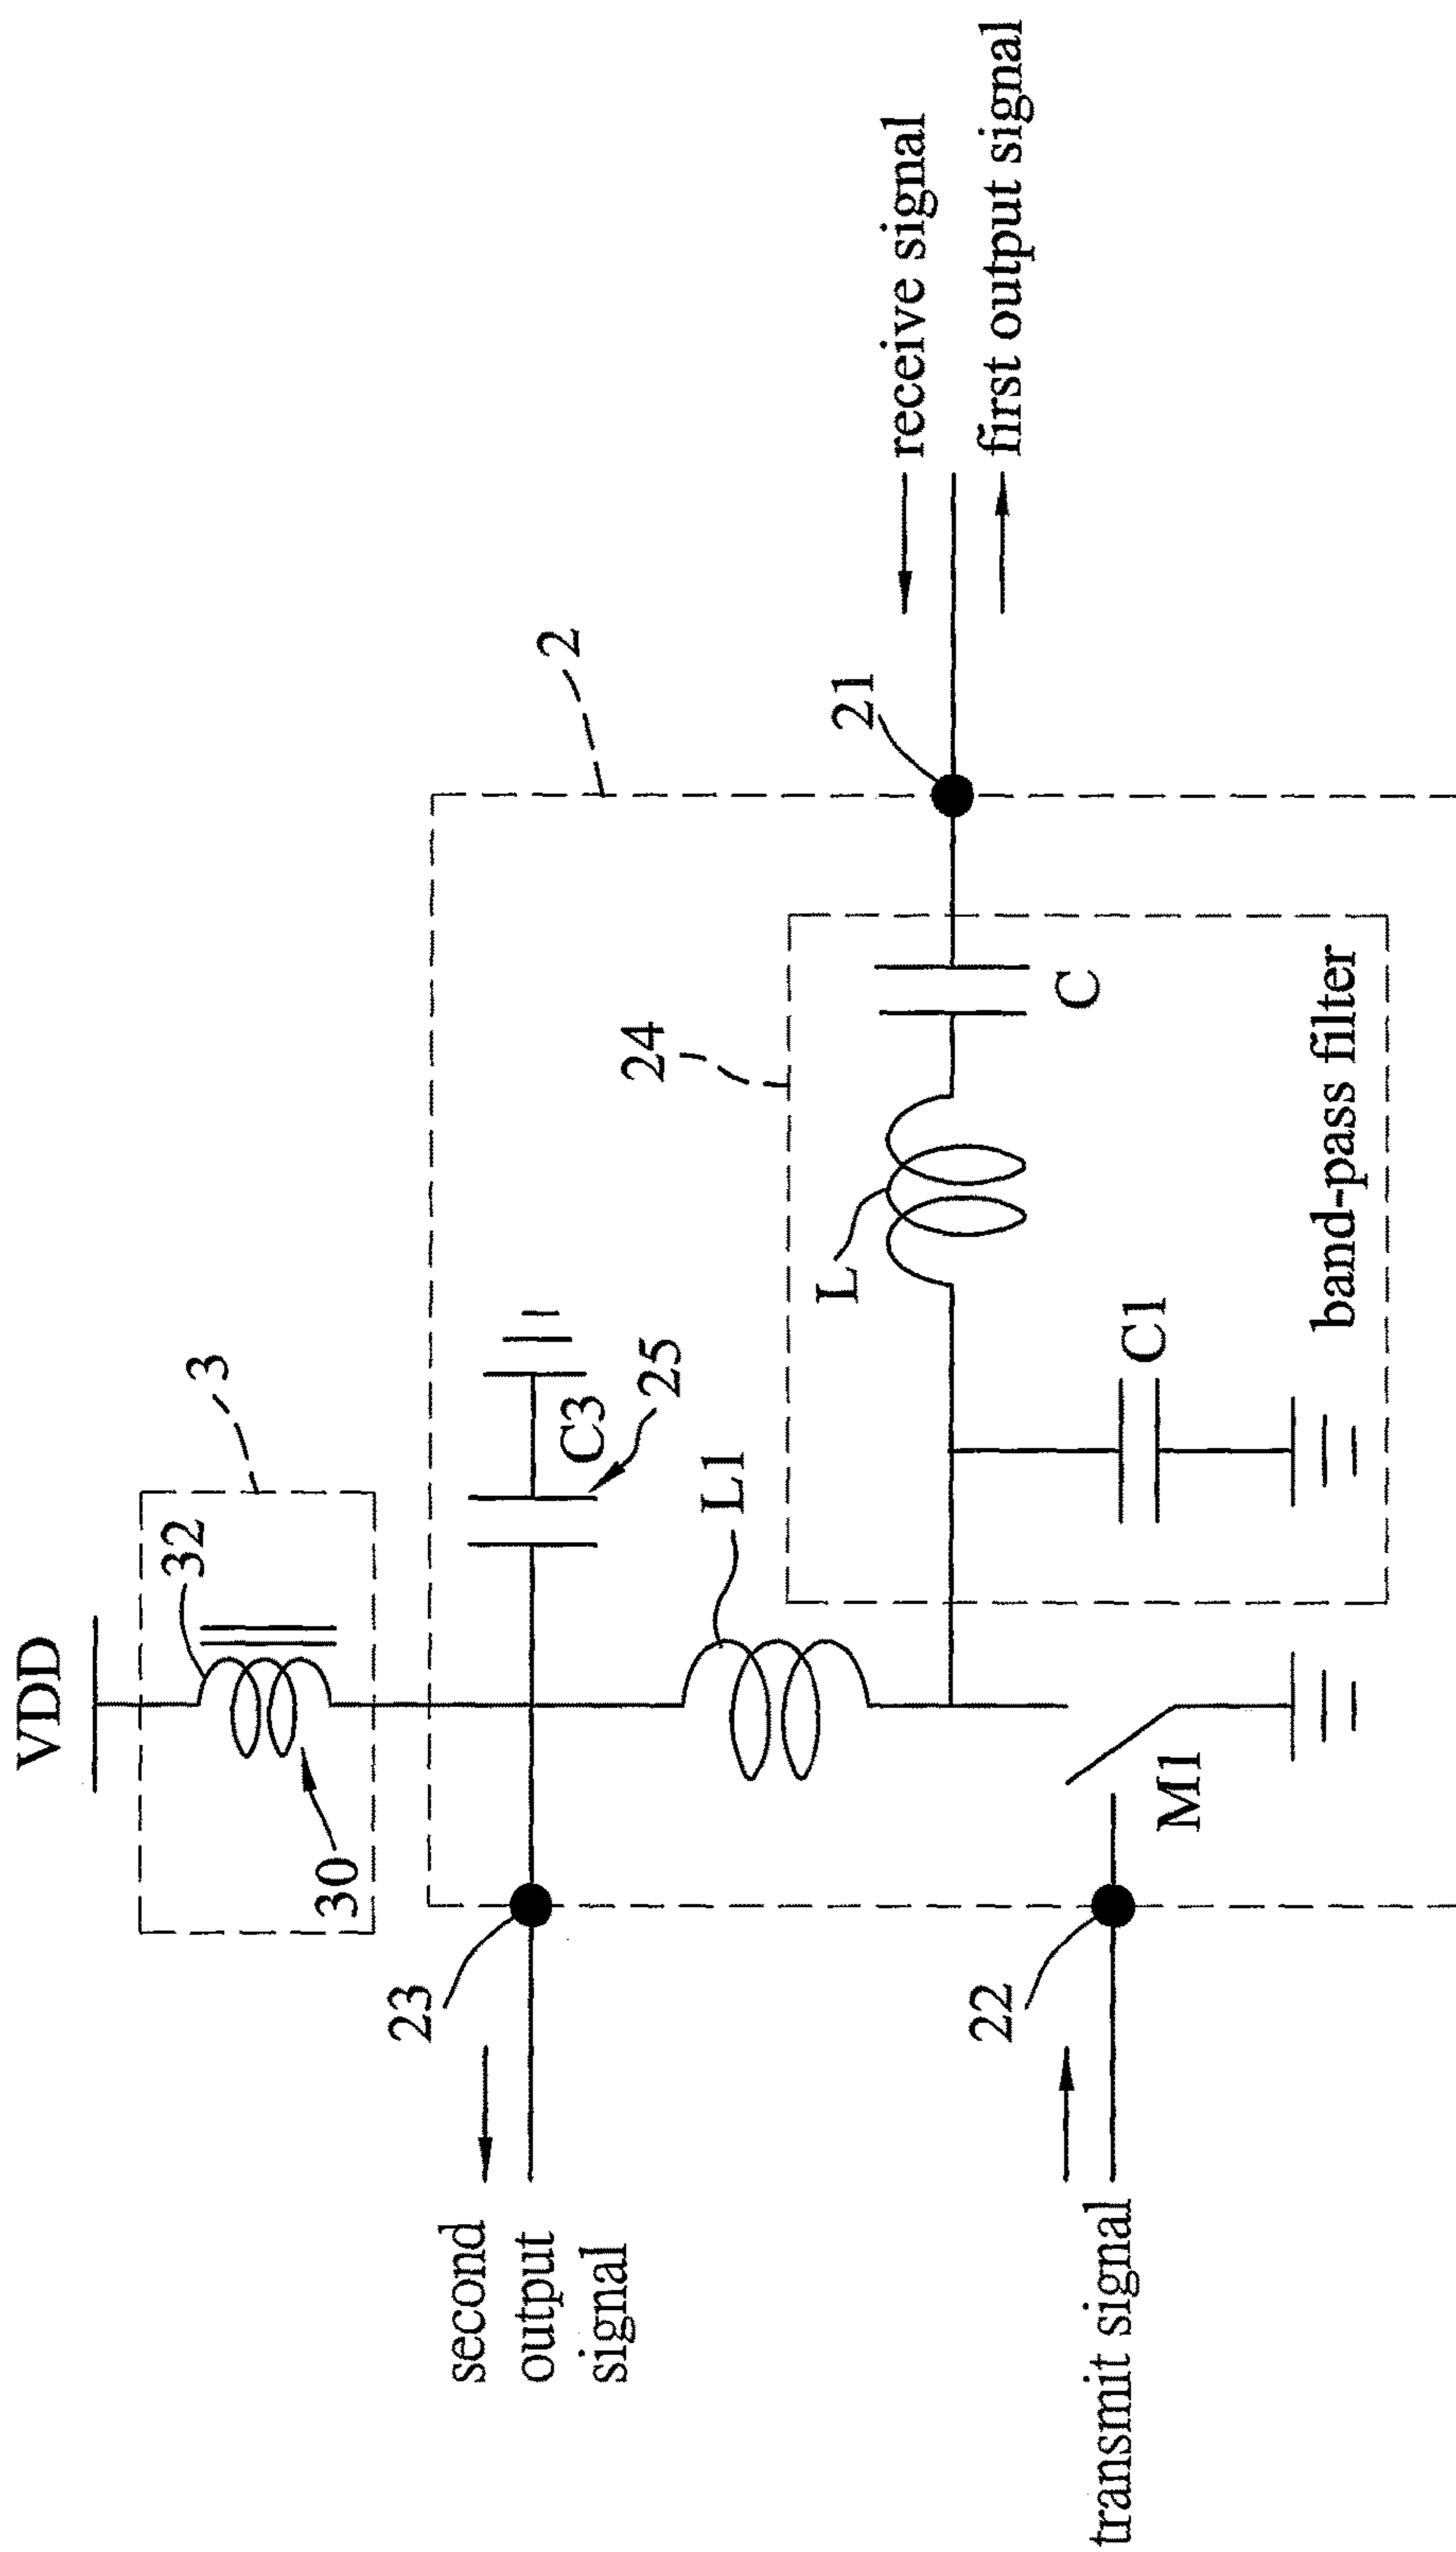 VDD
3
32
30
2
C3
25
23
second
output
signal
L1
24
L
C
21
receive signal
first output signal
C1
22
M1
transmit signal
band-pass filter